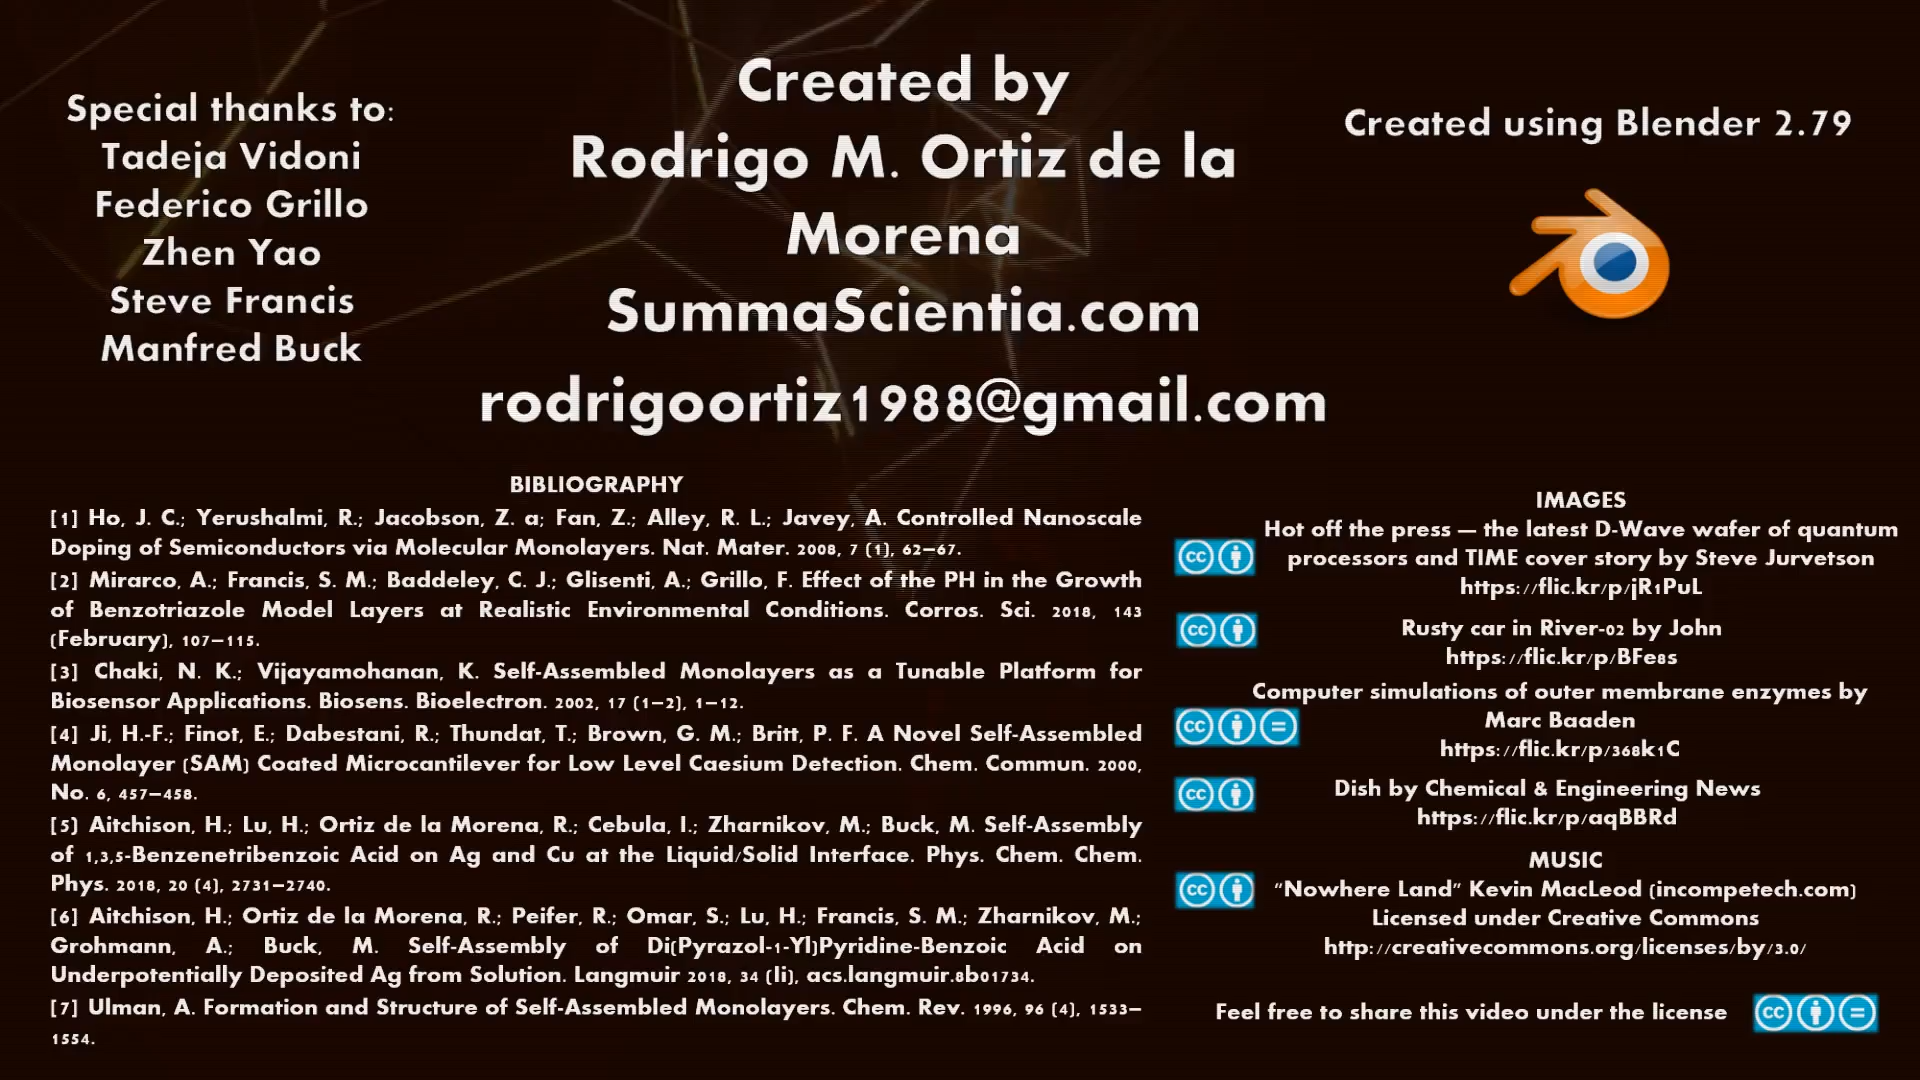 Special thanks to:
Tadeja Vidoni
Federico Grillo
Zhen Yao
Steve Francis
Manfred Buck
Created by
Rodrigo M. Ortiz de la
Morena
SummaScientia.com
rodrigoortiz1988@gmail.com
Created using Blender 2.79
BIBLIOGRAPHY
[1] Ho, J. C.; Yerushalmi, R.; Jacobson, Z. a; Fan, Z.; Alley, R. L.; Javey, A. Controlled Nanoscale
Doping of Semiconductors via Molecular Monolayers. Nat. Mater. 2008, 7 (1), 62–67.
[2] Mirarco, A.; Francis, S. M.; Baddeley, C. J.; Glisenti, A.; Grillo, F. Effect of the PH in the Growth
of Benzotriazole Model Layers at Realistic Environmental Conditions. Corros. Sci. 2018, 143
(February), 107–115.
[3] Chaki, N. K.; Vijayamohanan, K. Self-Assembled Monolayers as a Tunable Platform for
Biosensor Applications. Biosens. Bioelectron. 2002, 17 (1–2), 1–12.
[4] Ji, H.-F.; Finot, E.; Dabestani, R.; Thundat, T.; Brown, G. M.; Britt, P. F. A Novel Self-Assembled
Monolayer (SAM) Coated Microcantilever for Low Level Caesium Detection. Chem. Commun. 2000,
No. 6, 457–458.
[5] Aitchison, H.; Lu, H.; Ortiz de la Morena, R.; Cebula, I.; Zharnikov, M.; Buck, M. Self-Assembly
of 1,3,5-Benzenetribenzoic Acid on Ag and Cu at the Liquid/Solid Interface. Phys. Chem. Chem.
Phys. 2018, 20 (4), 2731–2740.
[6] Aitchison, H.; Ortiz de la Morena, R.; Peifer, R.; Omar, S.; Lu, H.; Francis, S. M.; Zharnikov, M.;
Grohmann, A.; Buck, M. Self-Assembly of Di(Pyrazol-1-Yl)Pyridine-Benzoic Acid on
Underpotentially Deposited Ag from Solution. Langmuir 2018, 34 (Ii), acs.langmuir.8b01734.
[7] Ulman, A. Formation and Structure of Self-Assembled Monolayers. Chem. Rev. 1996, 96 (4), 1533–
1554.
IMAGES
Hot off the press — the latest D-Wave wafer of quantum
cc processors and TIME cover story by Steve Jurvetson
https://flic.kr/p/jR1PuL
cc Rusty car in River-02 by John
https://flic.kr/p/BFe8s
Computer simulations of outer membrane enzymes by
cc = Marc Baaden
https://flic.kr/p/368k1C
cc Dish by Chemical & Engineering News
https://flic.kr/p/aqBBRd
MUSIC
cc "Nowhere Land" Kevin MacLeod (incompetech.com)
Licensed under Creative Commons
http://creativecommons.org/licenses/by/3.0/
Feel free to share this video under the license cc =